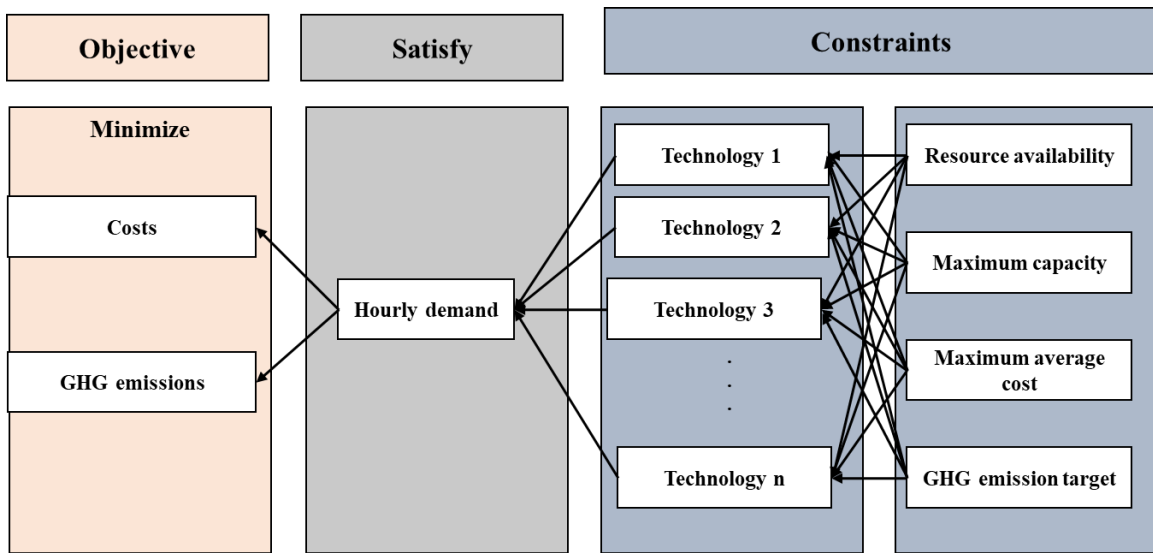 Objective
Satisfy
Constraints
Minimize
Costs
GHG emissions
Hourly demand
Technology 1
Technology 2
Technology 3
.
.
.
Technology n
Resource availability
Maximum capacity
Maximum average
cost
GHG emission target